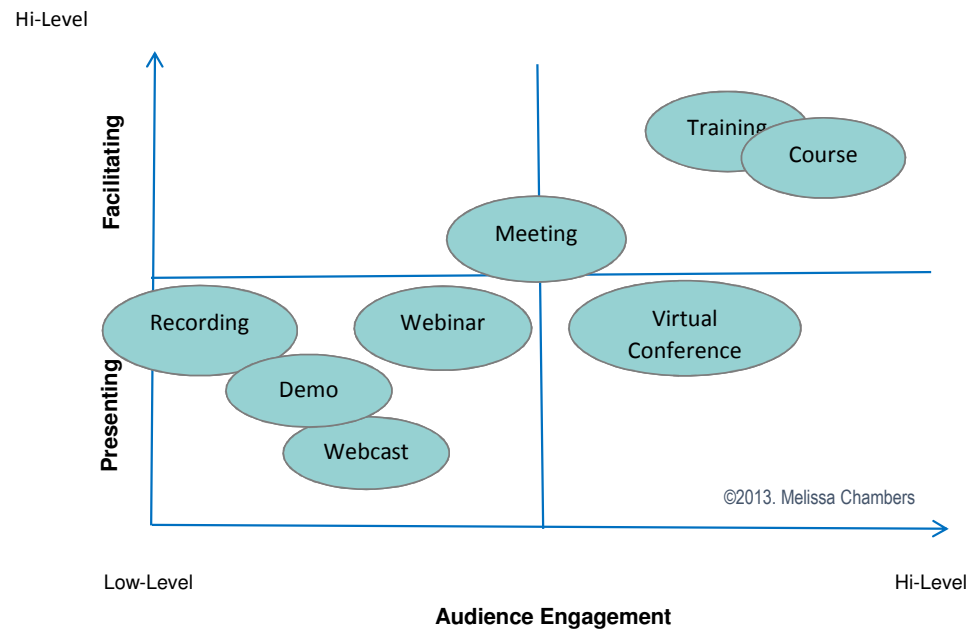 Hi-Level
Facilitating
Training
Course
Meeting
Recording
Webinar
Virtual
Conference
Presenting
Demo
Webcast
©2013. Melissa Chambers
Low-Level
Hi-Level
Audience Engagement